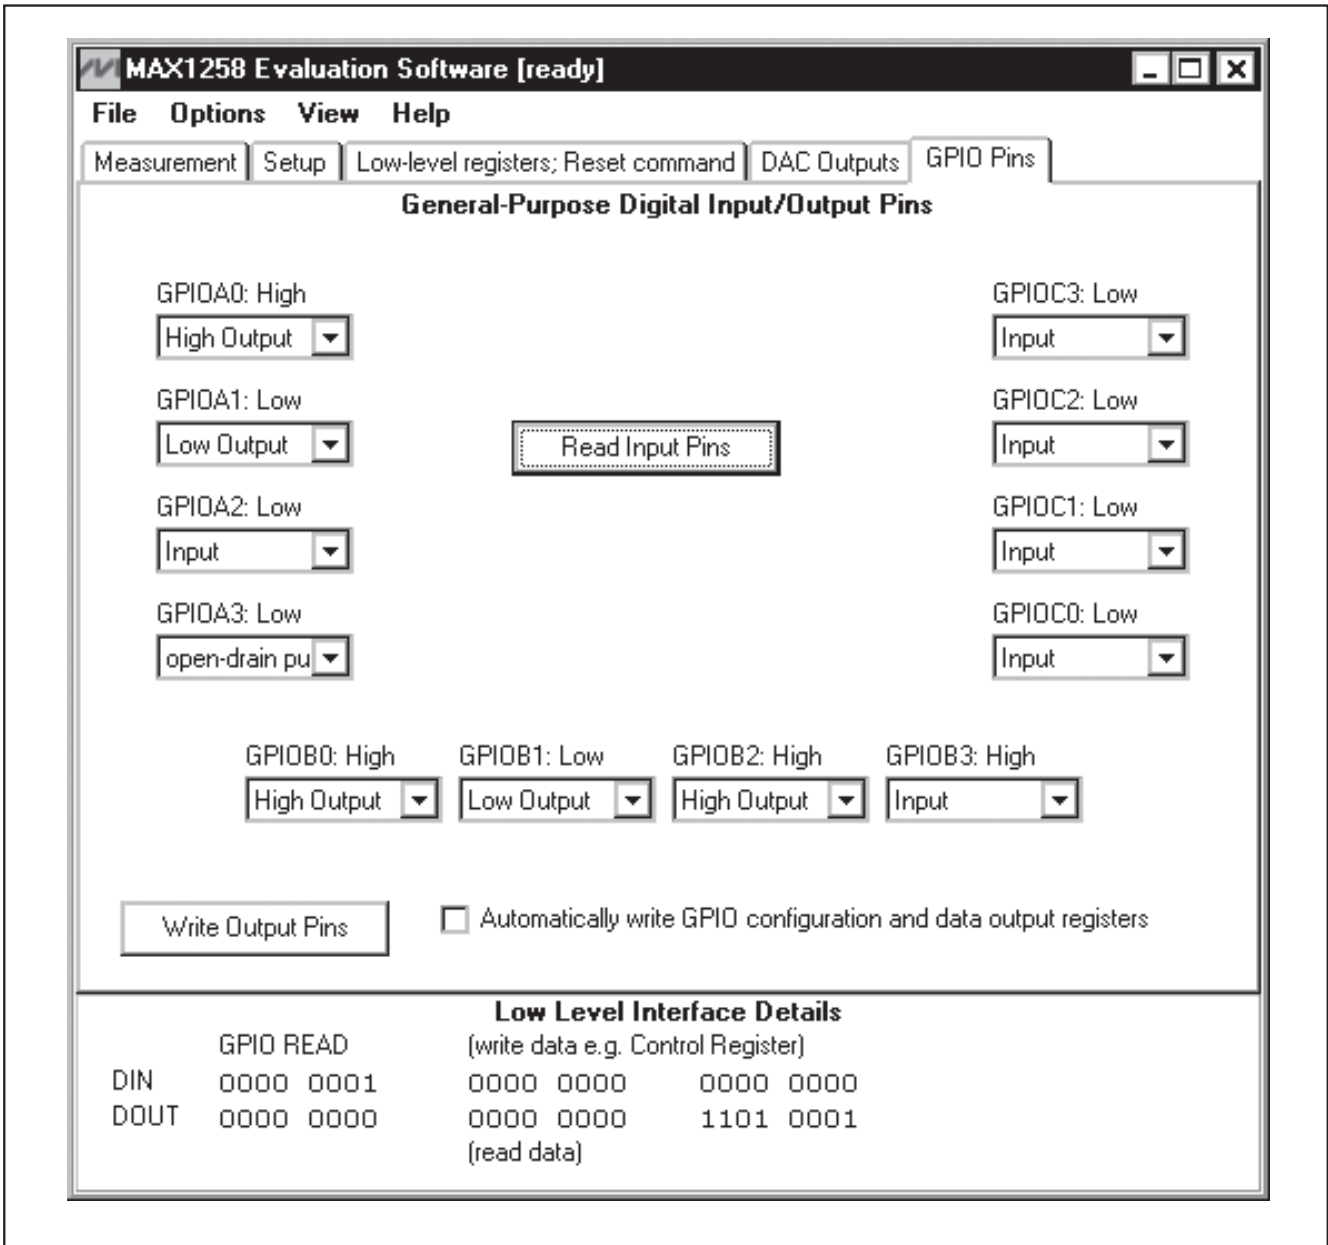 MAX1258 Evaluation Software [ready]
File Options View Help
Measurement Setup Low-level registers; Reset command DAC Outputs GPIO Pins
General-Purpose Digital Input/Output Pins
GPIOA0: High
High Output
GPIOA1: Low
Low Output
GPIOA2: Low
Input
GPIOA3: Low
open-drain pu
Read Input Pins
GPIOC3: Low
Input
GPIOC2: Low
Input
GPIOC1: Low
Input
GPIOC0: Low
Input
GPIOB0: High GPIOB1: Low GPIOB2: High GPIOB3: High
High Output Low Output High Output Input
Write Output Pins
Automatically write GPIO configuration and data output registers
Low Level Interface Details
GPIO READ (write data e.g. Control Register)
DIN 0000 0001 0000 0000 0000 0000
DOUT 0000 0000 0000 0000 1101 0001
(read data)